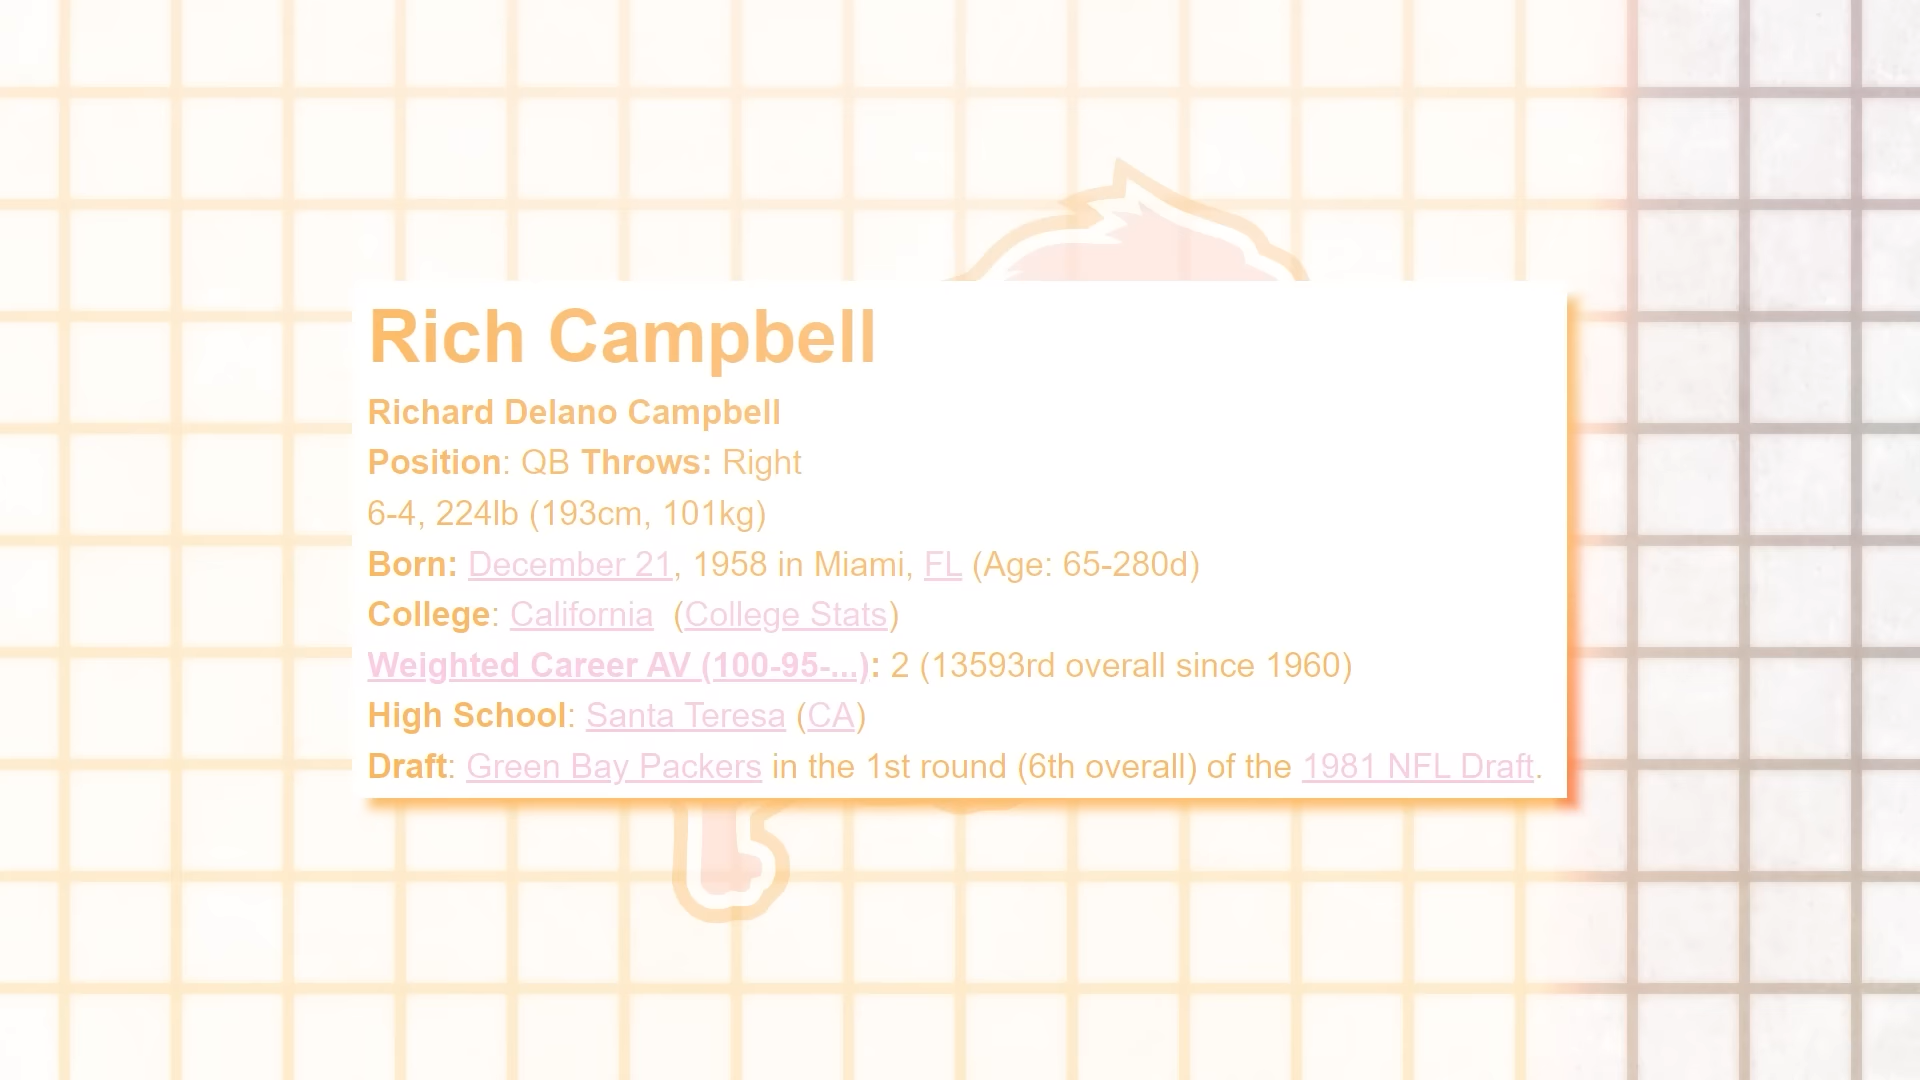 Rich Campbell
Richard Delano Campbell
Position: QB Throws: Right
6-4, 224lb (193cm, 101kg)
Born: December 21, 1958 in Miami, FL (Age: 65-280d)
College: California (College Stats)
Weighted Career AV (100-95-...): 2 (13593rd overall since 1960)
High School: Santa Teresa (CA)
Draft: Green Bay Packers in the 1st round (6th overall) of the 1981 NFL Draft.